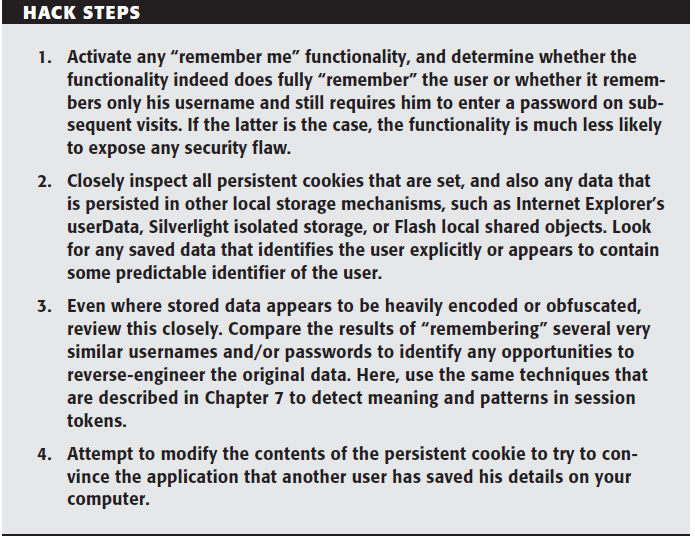 HACK STEPS
1. Activate any “remember me” functionality, and determine whether the
functionality indeed does fully “remember” the user or whether it remem-
bers only his username and still requires him to enter a password on sub-
sequent visits. If the latter is the case, the functionality is much less likely
to expose any security flaw.
2. Closely inspect all persistent cookies that are set, and also any data that
is persisted in other local storage mechanisms, such as Internet Explorer’s
userData, Silverlight isolated storage, or Flash local shared objects. Look
for any saved data that identifies the user explicitly or appears to contain
some predictable identifier of the user.
3. Even where stored data appears to be heavily encoded or obfuscated,
review this closely. Compare the results of “remembering” several very
similar usernames and/or passwords to identify any opportunities to
reverse-engineer the original data. Here, use the same techniques that
are described in Chapter 7 to detect meaning and patterns in session
tokens.
4. Attempt to modify the contents of the persistent cookie to try to con-
vince the application that another user has saved his details on your
computer.